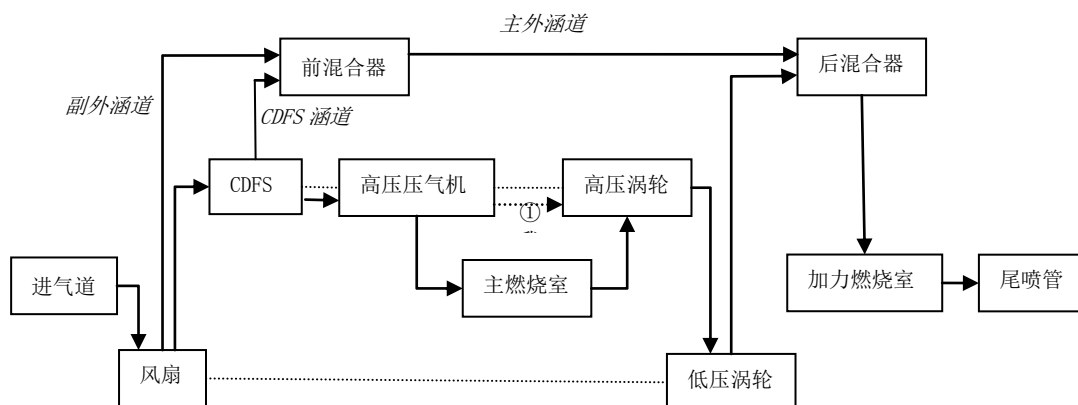 主外涵道
前混合器
后混合器
副外涵道
CDFS 涵道
CDFS
高压压气机
高压涡轮
①
进气道
主燃烧室
加力燃烧室
尾喷管
风扇
低压涡轮